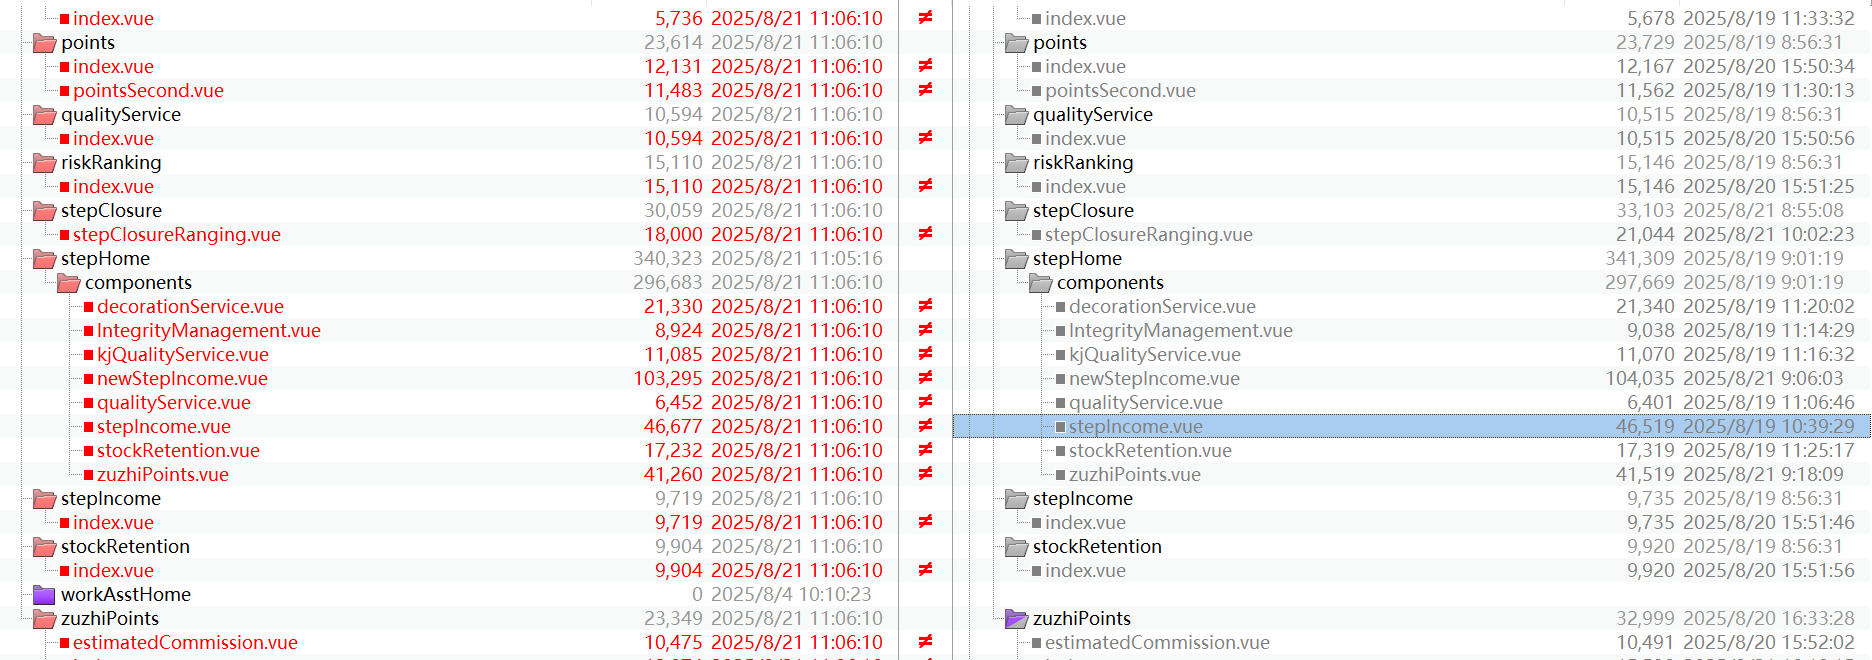 index.vue 5,736 2025/8/21 11:06:10 ≠ index.vue 5,678 2025/8/19 11:33:32
points 23,614 2025/8/21 11:06:10 points 23,729 2025/8/19 8:56:31
index.vue 12,131 2025/8/21 11:06:10 ≠ index.vue 12,167 2025/8/20 15:50:34
pointsSecond.vue 11,483 2025/8/21 11:06:10 ≠ pointsSecond.vue 11,562 2025/8/19 11:30:13
qualityService 10,594 2025/8/21 11:06:10 qualityService 10,515 2025/8/19 8:56:31
index.vue 10,594 2025/8/21 11:06:10 ≠ index.vue 10,515 2025/8/20 15:50:56
riskRanking 15,110 2025/8/21 11:06:10 riskRanking 15,146 2025/8/19 8:56:31
index.vue 15,110 2025/8/21 11:06:10 ≠ index.vue 15,146 2025/8/20 15:51:25
stepClosure 30,059 2025/8/21 11:06:10 stepClosure 33,103 2025/8/21 8:55:08
stepClosureRanging.vue 18,000 2025/8/21 11:06:10 ≠ stepClosureRanging.vue 21,044 2025/8/21 10:02:23
stepHome 340,323 2025/8/21 11:05:16 stepHome 341,309 2025/8/19 9:01:19
components 296,683 2025/8/21 11:06:10 components 297,669 2025/8/19 9:01:19
decorationService.vue 21,330 2025/8/21 11:06:10 ≠ decorationService.vue 21,340 2025/8/19 11:20:02
IntegrityManagement.vue 8,924 2025/8/21 11:06:10 ≠ IntegrityManagement.vue 9,038 2025/8/19 11:14:29
kjQualityService.vue 11,085 2025/8/21 11:06:10 ≠ kjQualityService.vue 11,070 2025/8/19 11:16:32
newStepIncome.vue 103,295 2025/8/21 11:06:10 ≠ newStepIncome.vue 104,035 2025/8/21 9:06:03
qualityService.vue 6,452 2025/8/21 11:06:10 ≠ qualityService.vue 6,401 2025/8/19 11:06:46
stepIncome.vue 46,677 2025/8/21 11:06:10 ≠ stepIncome.vue 46,519 2025/8/19 10:39:29
stockRetention.vue 17,232 2025/8/21 11:06:10 ≠ stockRetention.vue 17,319 2025/8/19 11:25:17
zuzhiPoints.vue 41,260 2025/8/21 11:06:10 ≠ zuzhiPoints.vue 41,519 2025/8/21 9:18:09
stepIncome 9,719 2025/8/21 11:06:10 stepIncome 9,735 2025/8/19 8:56:31
index.vue 9,719 2025/8/21 11:06:10 ≠ index.vue 9,735 2025/8/20 15:51:46
stockRetention 9,904 2025/8/21 11:06:10 stockRetention 9,920 2025/8/19 8:56:31
index.vue 9,904 2025/8/21 11:06:10 ≠ index.vue 9,920 2025/8/20 15:51:56
workAsstHome 0 2025/8/4 10:10:23
zuzhiPoints 23,349 2025/8/21 11:06:10 zuzhiPoints 32,999 2025/8/20 16:33:28
estimatedCommission.vue 10,475 2025/8/21 11:06:10 ≠ estimatedCommission.vue 10,491 2025/8/20 15:52:02